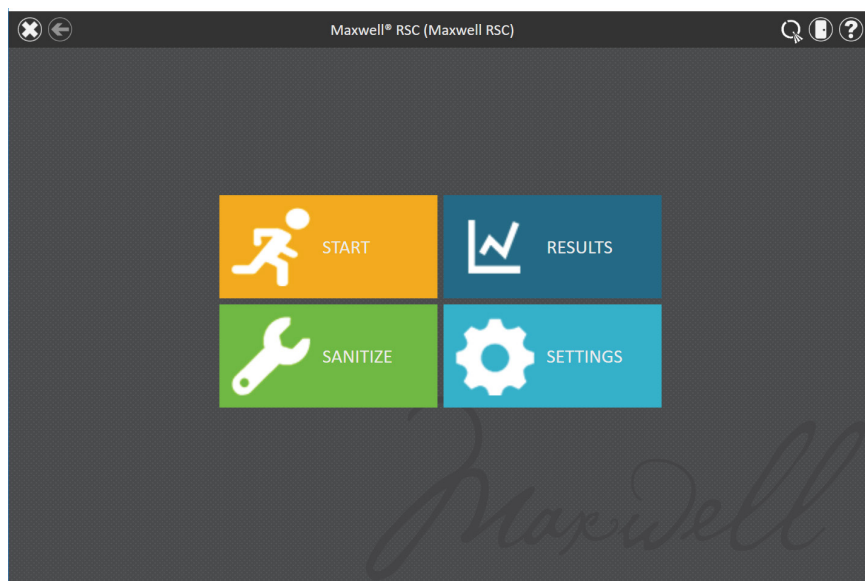 Maxwell® RSC (Maxwell RSC)
?
START
RESULTS
SANITIZE
SETTINGS
Maxwell